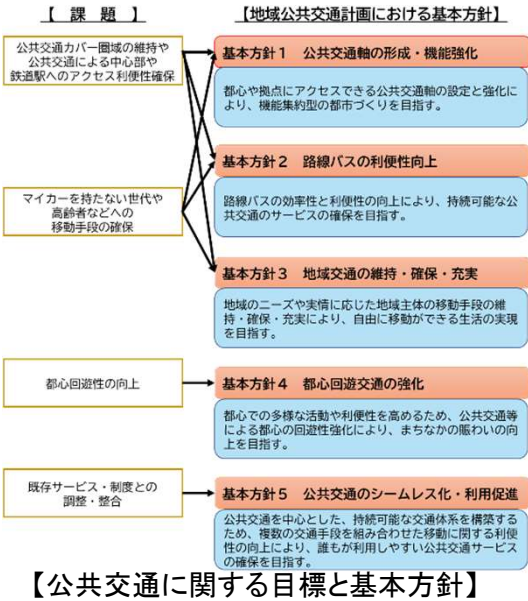 【 課 題 】
【地域公共交通計画における基本方針】
公共交通カバー圏域の維持や
公共交通による中心部や
鉄道駅へのアクセス利便性確保
基本方針１ 公共交通軸の形成・機能強化
都心や拠点にアクセスできる公共交通軸の設定と強化に
より、機能集約型の都市づくりを目指す。
基本方針２ 路線バスの利便性向上
路線バスの効率性と利便性の向上により、持続可能な公
共交通のサービスの確保を目指す。
マイカーを持たない世代や
高齢者などへの
移動手段の確保
基本方針３ 地域交通の維持・確保・充実
地域のニーズや実情に応じた地域主体の移動手段の維
持・確保・充実により、自由に移動ができる生活の実現
を目指す。
都心回遊性の向上
基本方針４ 都心回遊交通の強化
都心での多様な活動や利便性を高めるため、公共交通等
による都心の回遊性強化により、まちなかの賑わいの向
上を目指す。
既存サービス・制度との
調整・整合
基本方針５ 公共交通のシームレス化・利用促進
公共交通を中心とした、持続可能な交通体系を構築する
ため、複数の交通手段を組み合わせた移動に関する利便
性の向上により、誰もが利用しやすい公共交通サービス
の確保を目指す。
【公共交通に関する目標と基本方針】